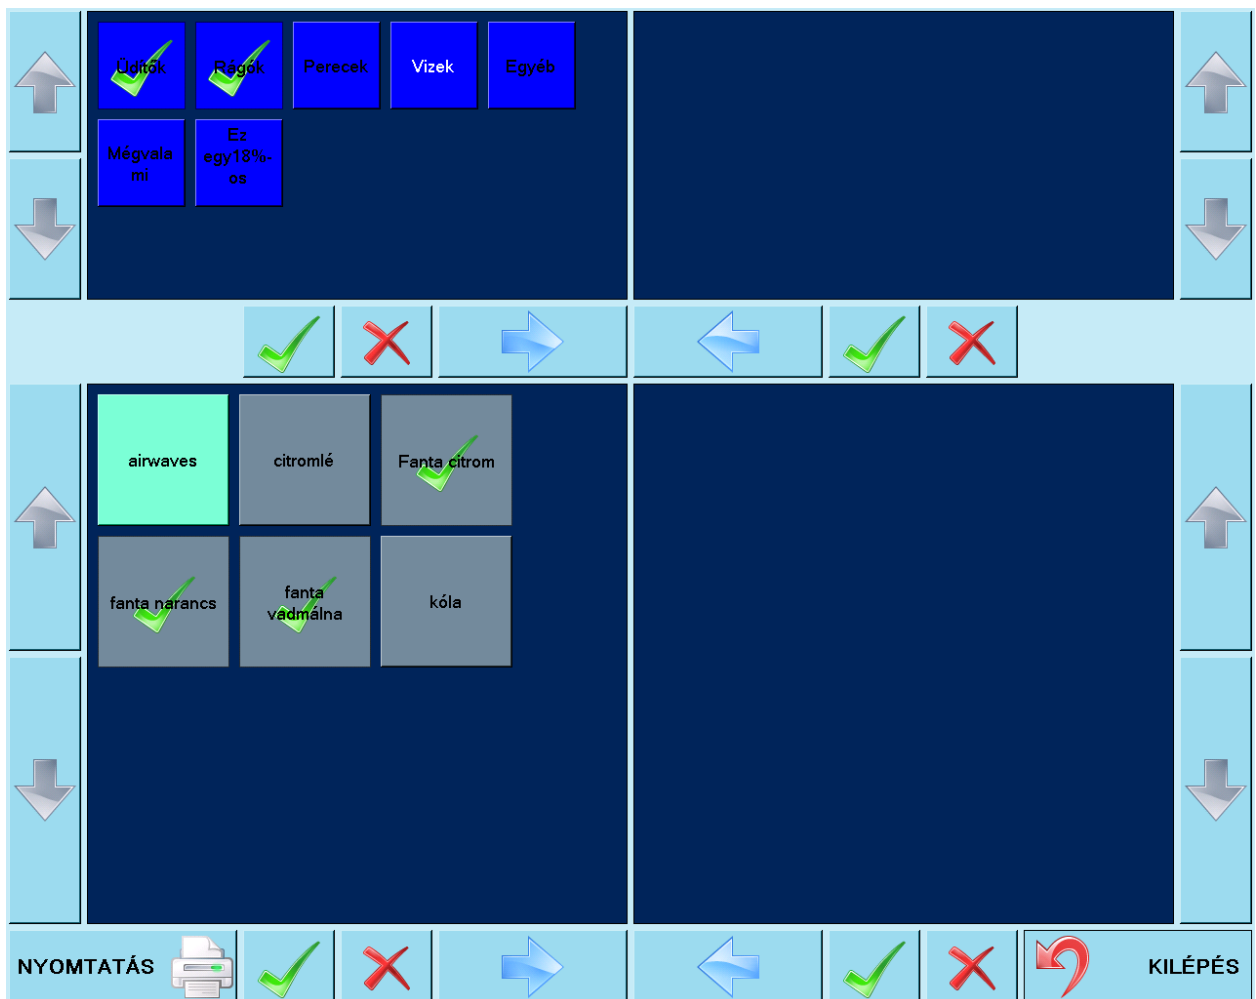 Üdítők
Rágók
Perecek
Vizek
Egyéb
Mégvala
mi
Ez
egy18%-
os
airwaves
citromlé
Fanta citrom
fanta narancs
fanta
vadmálna
kóla
NYOMTATÁS
KILÉPÉS